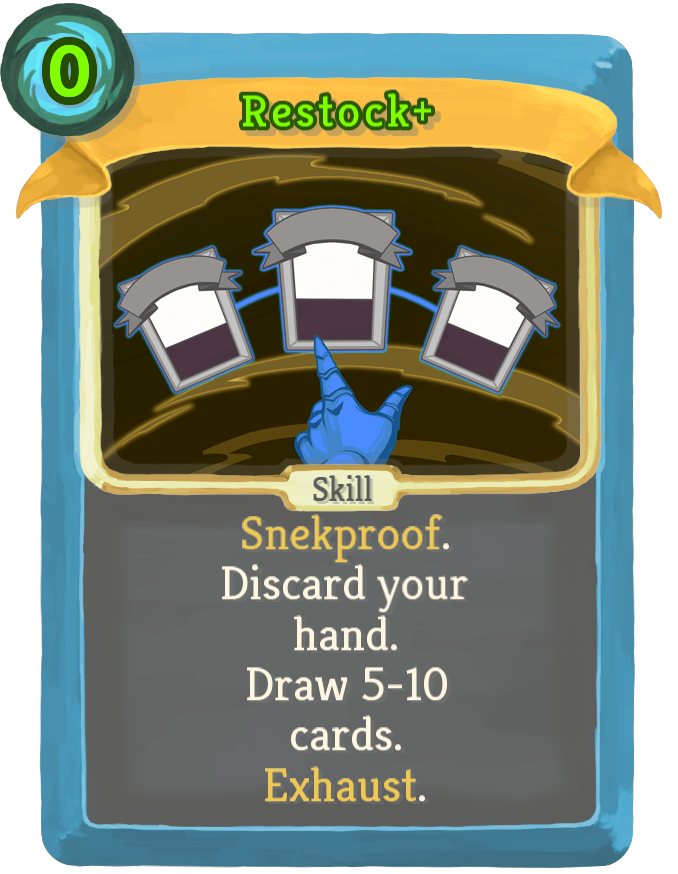 0
Restock+
Skill
Snekproof.
Discard your
hand.
Draw 5-10
cards.
Exhaust.